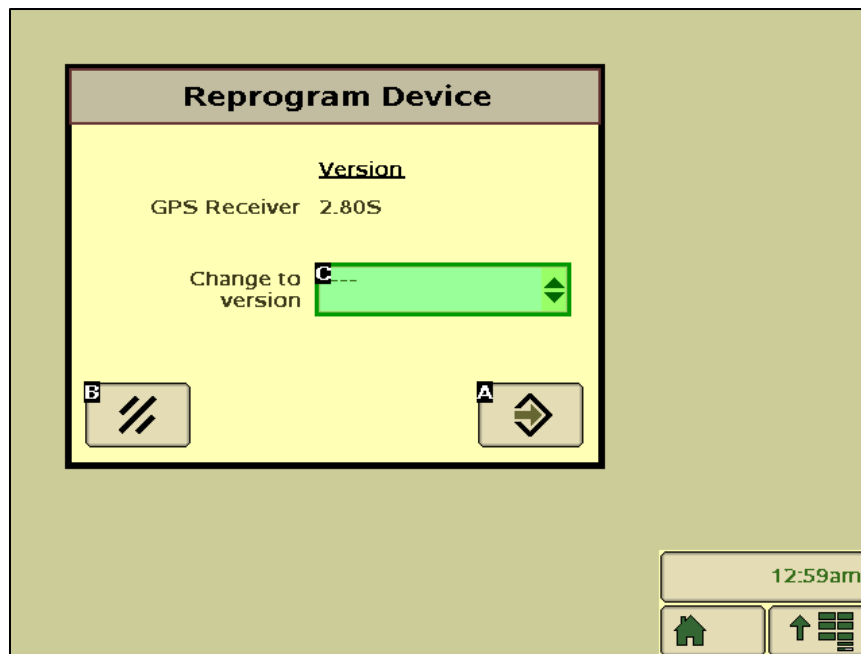 Reprogram Device
Version
GPS Receiver 2.80S
Change to
version
C
---
B
A
12:59am